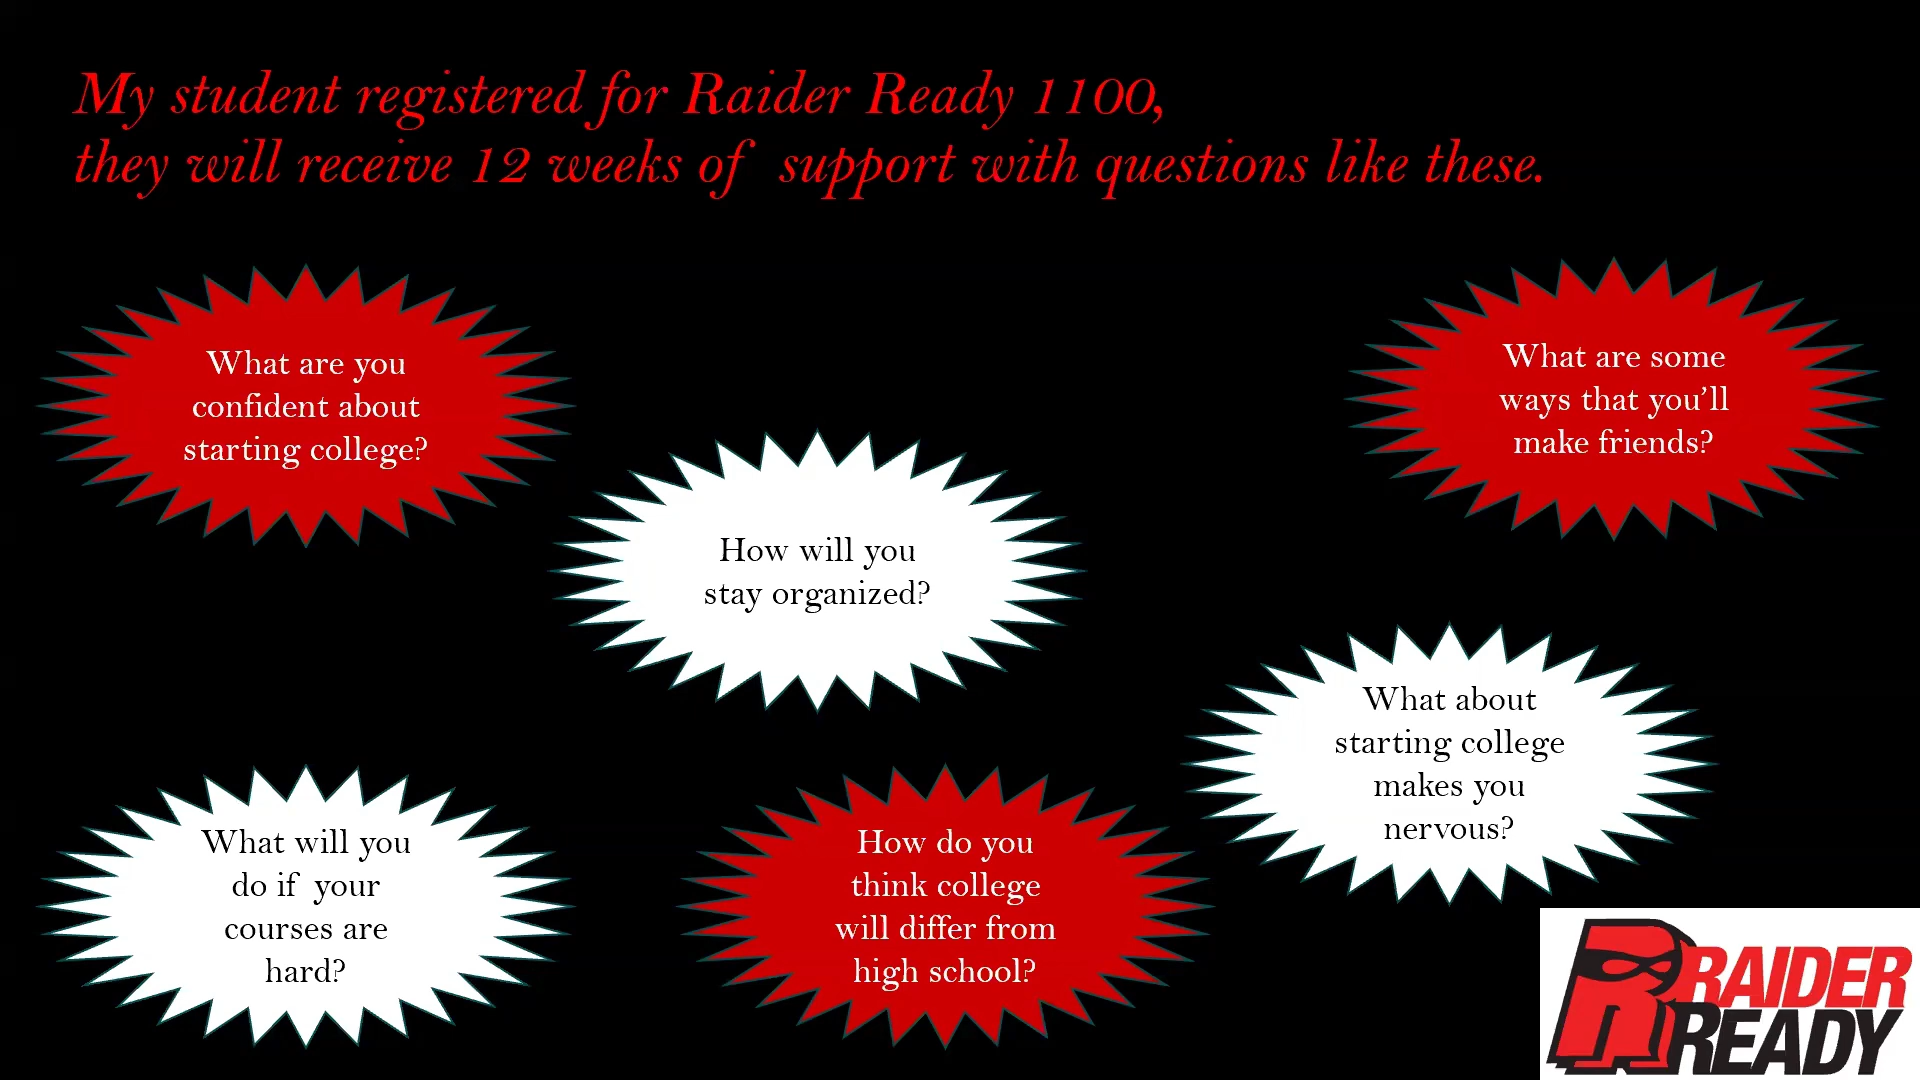 My student registered for Raider Ready 1100,
they will receive 12 weeks of support with questions like these.
What are you
confident about
starting college?
What are some
ways that you’ll
make friends?
How will you
stay organized?
What about
starting college
makes you
nervous?
What will you
do if your
courses are
hard?
How do you
think college
will differ from
high school?
RAIDER
READY